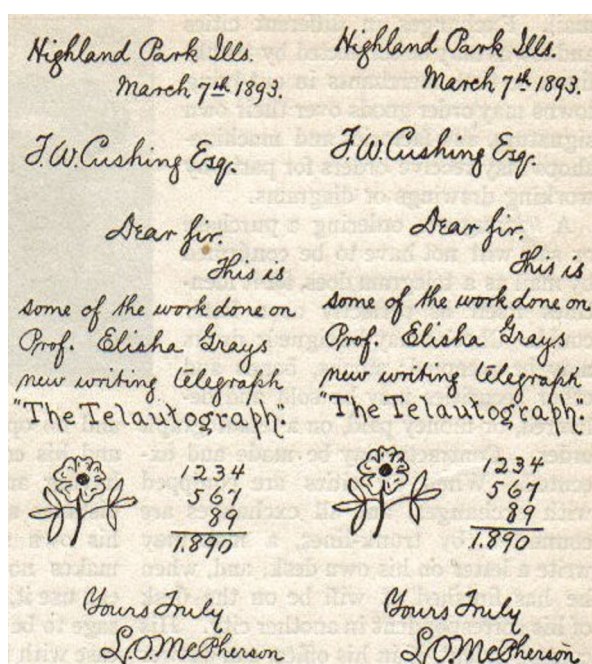 Highland Park Ills.
March 7th 1893.
F.W. Cushing Esq.
Dear Sir.
This is
some of the work done on
Prof. Elisha Grays
new writing telegraph
"The Telautograph".
1234
567
89
1.890
Yours Truly
McPherson
Highland Park Ills.
March 7th 1893.
F.W. Cushing Esq.
Dear Sir.
This is
some of the work done on
Prof. Elisha Grays
new writing telegraph
"The Telautograph".
1234
567
89
1.890
Yours Truly
McPherson